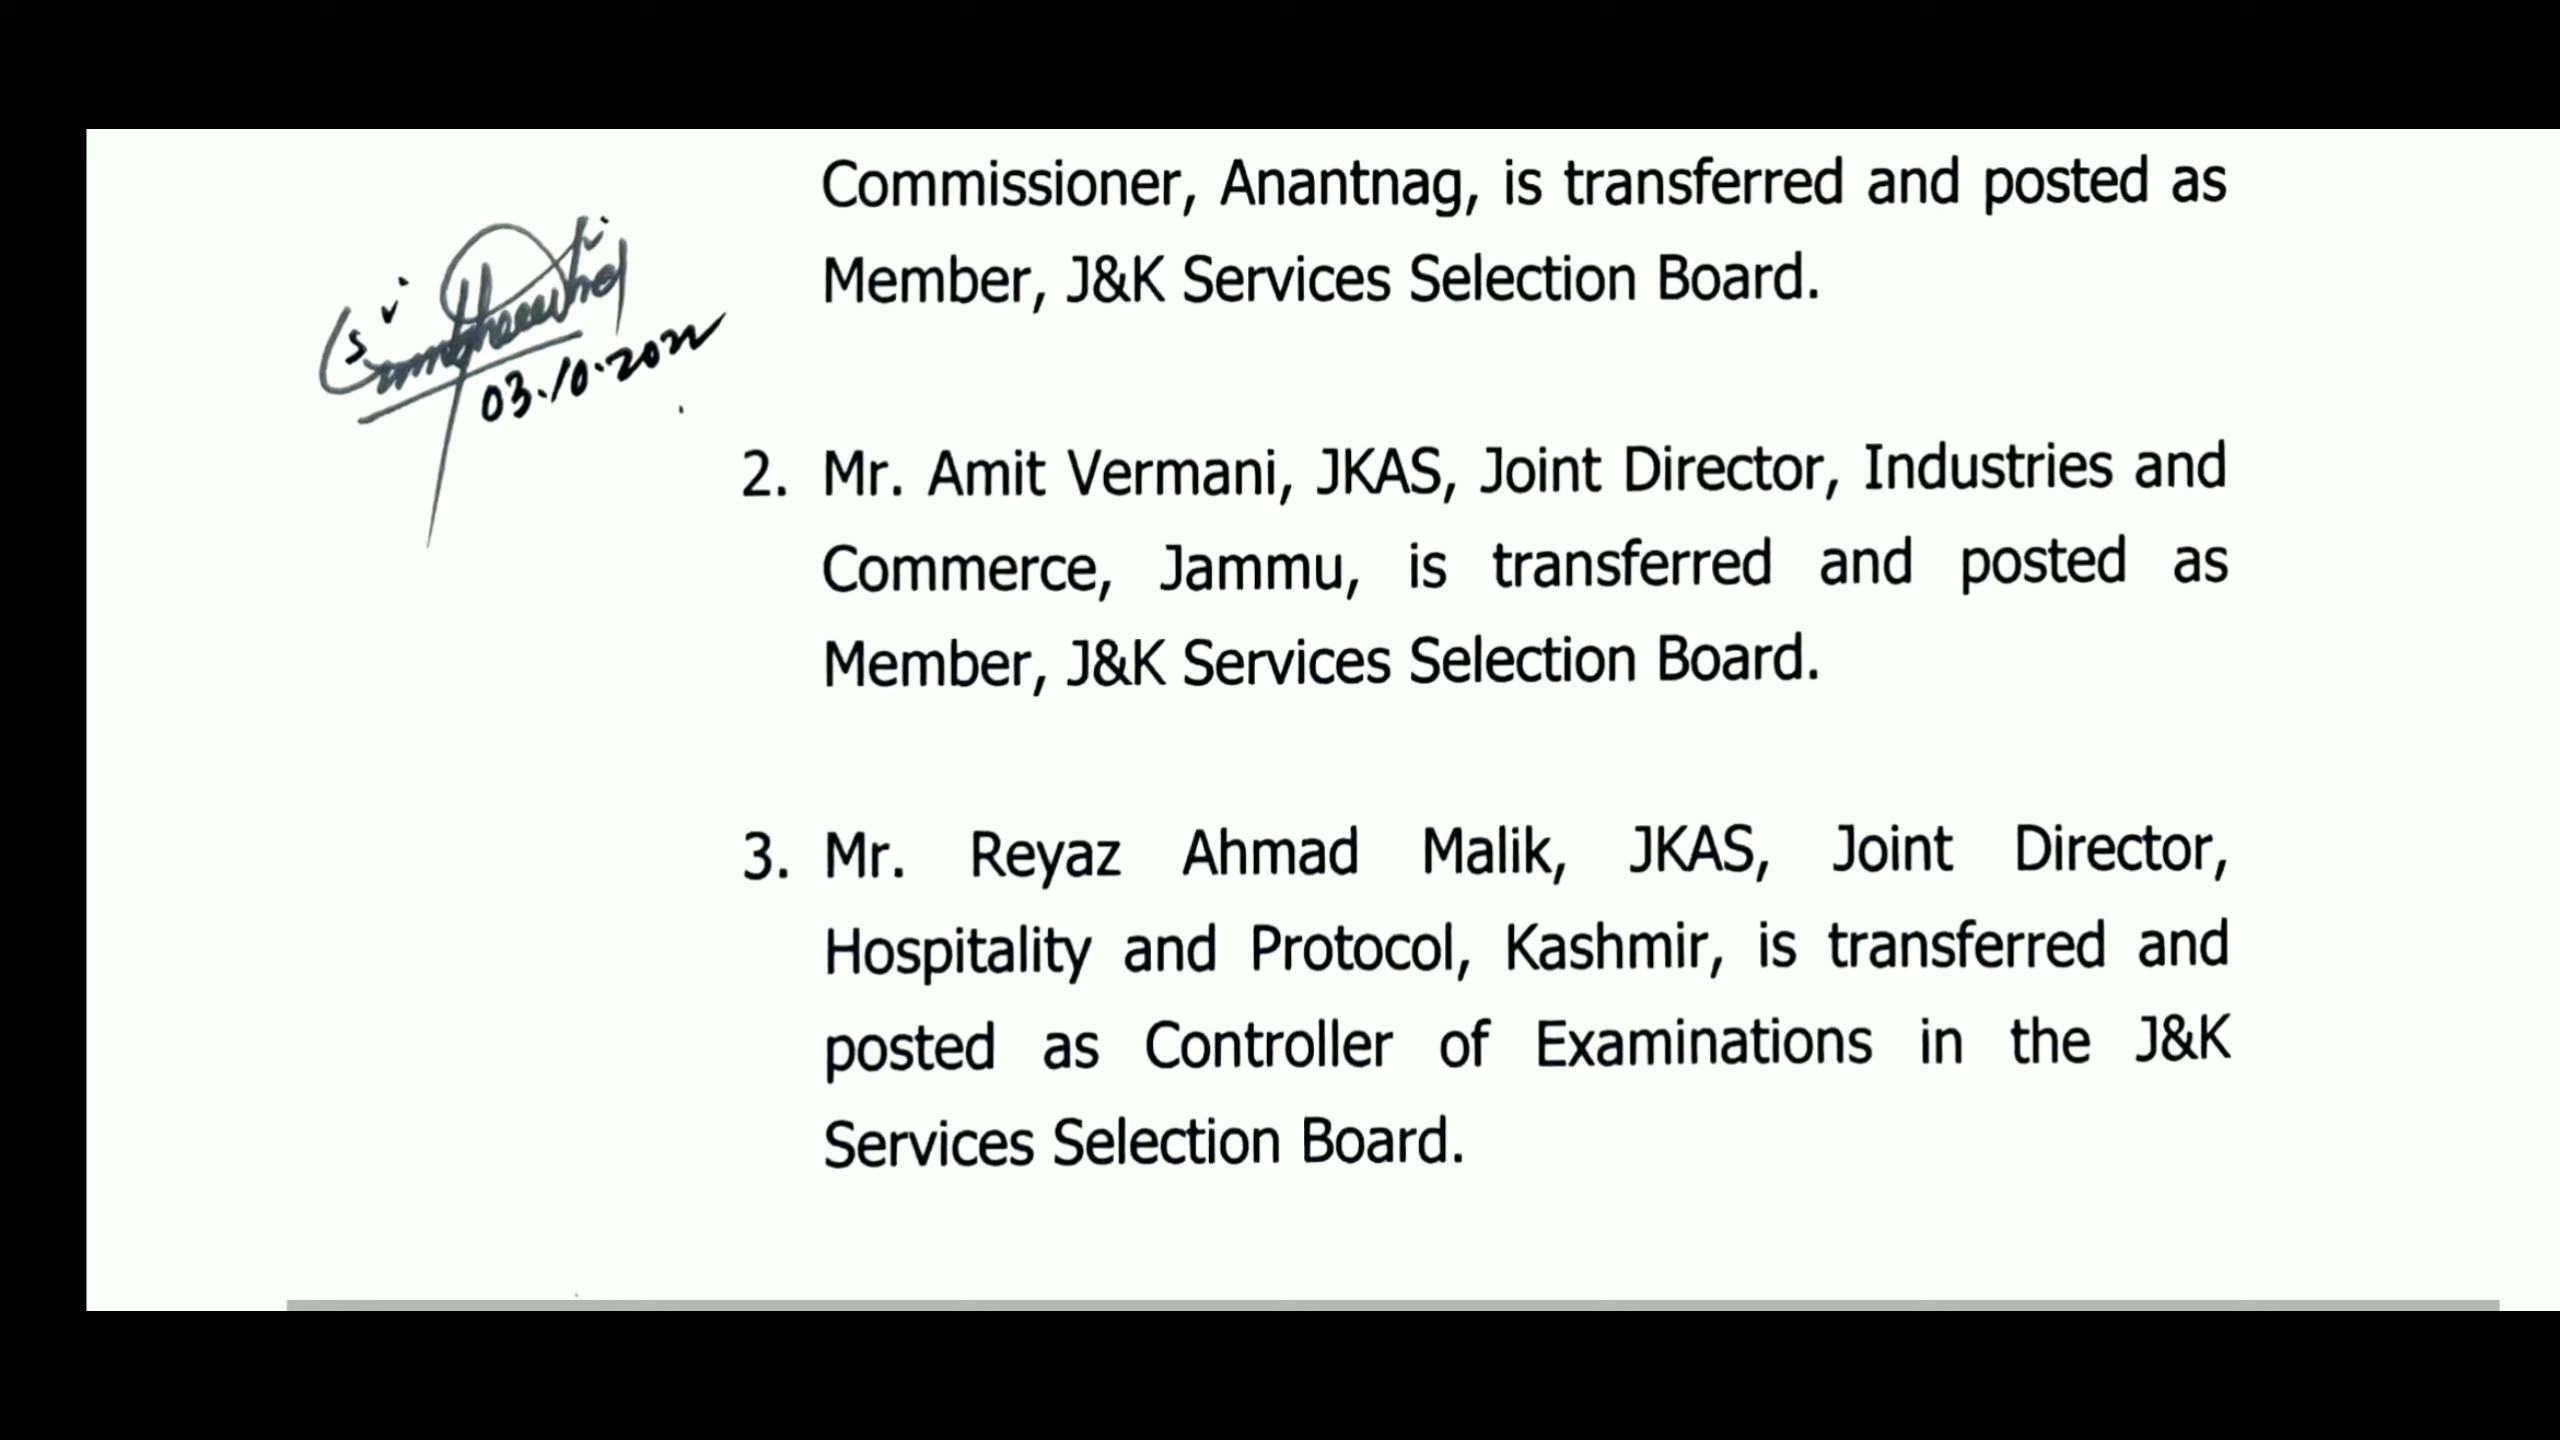 Commissioner, Anantnag, is transferred and posted as
Member, J&K Services Selection Board.
03.10.2022
2. Mr. Amit Vermani, JKAS, Joint Director, Industries and
Commerce, Jammu, is transferred and posted as
Member, J&K Services Selection Board.
3. Mr. Reyaz Ahmad Malik, JKAS, Joint Director,
Hospitality and Protocol, Kashmir, is transferred and
posted as Controller of Examinations in the J&K
Services Selection Board.